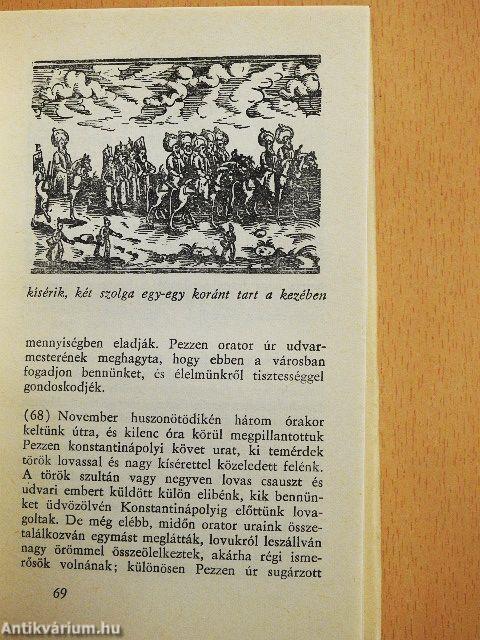 kísérik, két szolga egy-egy koránt tart a kezében
mennyiségben eladják. Pezzen orator úr udvar-
mesterének meghagyta, hogy ebben a városban
fogadjon bennünket, és élelmünkről tisztességgel
gondoskodjék.
(68) November huszonötödikén három órakor
keltünk útra, és kilenc óra körül megpillantottuk
Pezzen konstantinápolyi követ urat, ki temérdek
török lovassal és nagy kísérettel közeledett felénk.
A török szultán vagy negyven lovas csauszt és
udvari embert küldött külön elibénk, kik bennün-
ket üdvözölvén Konstantinápolyig előttünk lova-
goltak. De még elébb, midőn orator uraink össze-
találkozván egymást meglátták, lovukról leszállván
nagy örömmel összeölelkeztek, akárha régi isme-
rősök volnának; különösen Pezzen úr sugárzott
69
Antikvárium.hu